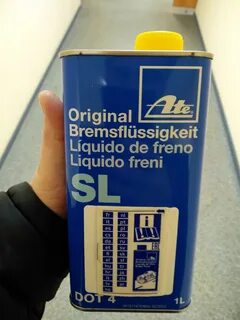 Ate
Original
Bremsflüssigkeit
Líquido de freno
Liquido freni
SL
DOT 4
1L